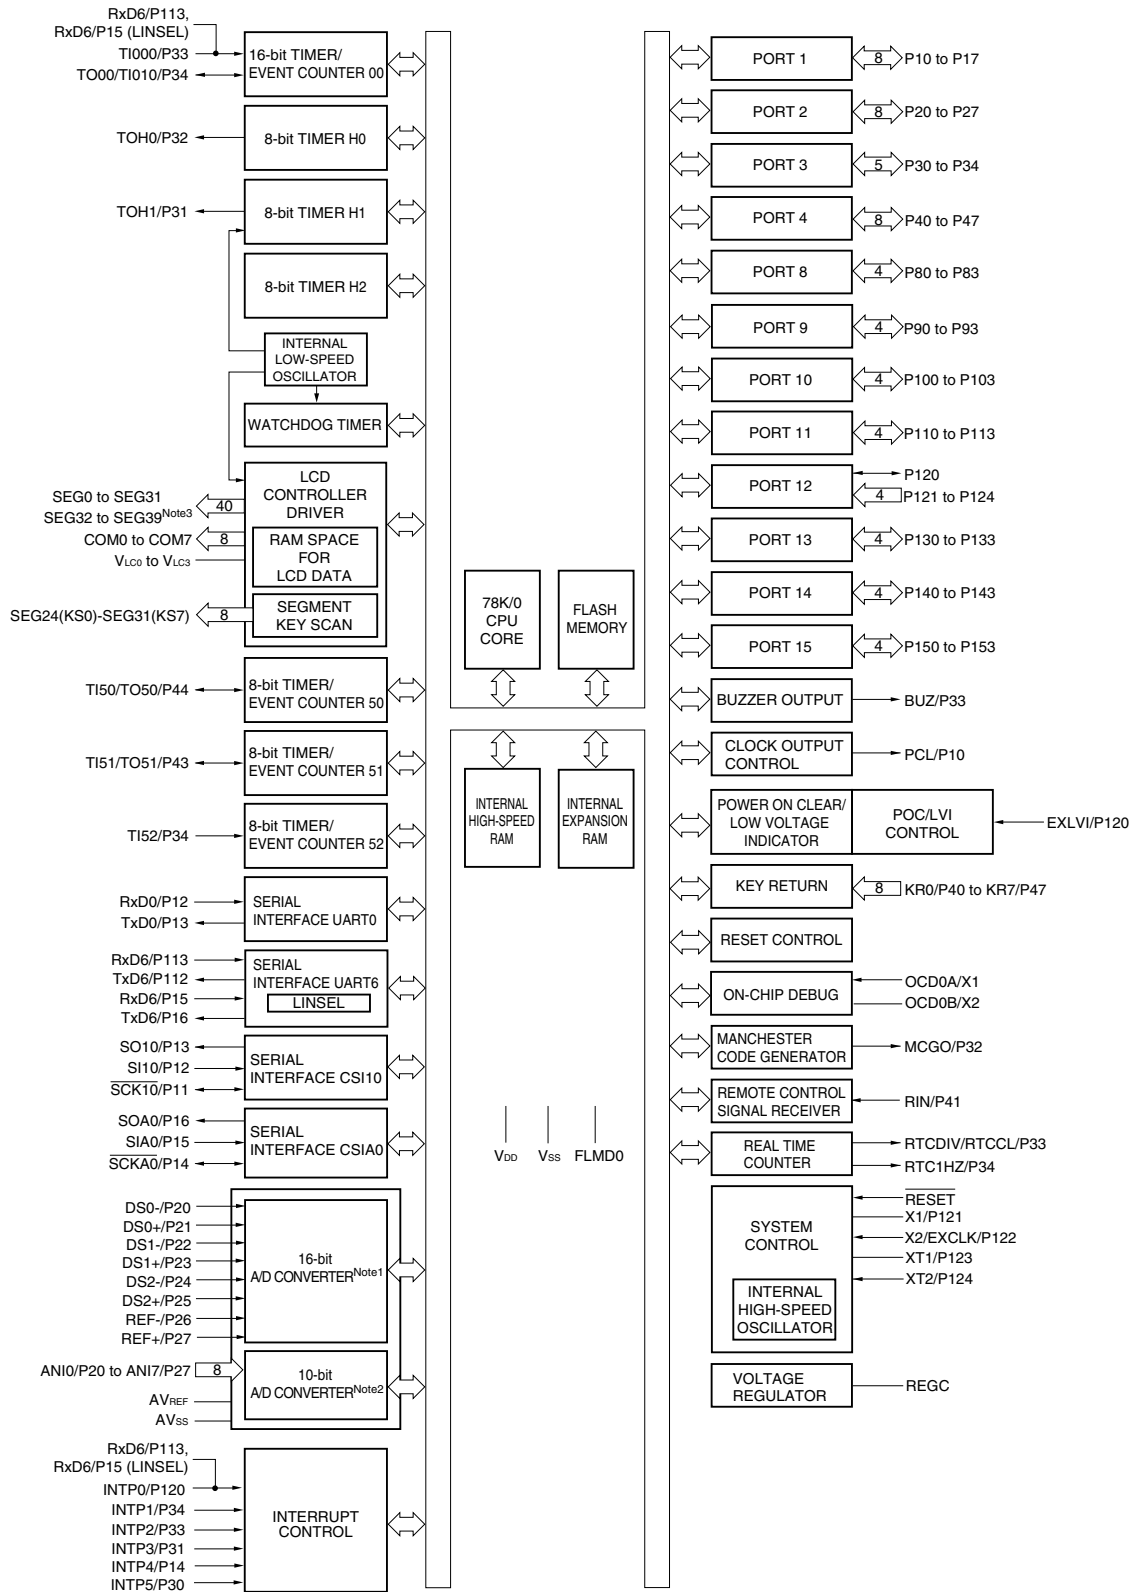 RxD6/P113,
RxD6/P15 (LINSEL)
TI000/P33
TO00/TI010/P34
16-bit TIMER/
EVENT COUNTER 00
TOH0/P32
8-bit TIMER H0
TOH1/P31
8-bit TIMER H1
8-bit TIMER H2
INTERNAL
LOW-SPEED
OSCILLATOR
WATCHDOG TIMER
SEG0 to SEG31
SEG32 to SEG39Note3
40
COM0 to COM7
8
VLC0 to VLC3
LCD
CONTROLLER
DRIVER
RAM SPACE
FOR
LCD DATA
SEG24(KS0)-SEG31(KS7)
8
SEGMENT
KEY SCAN
TI50/TO50/P44
8-bit TIMER/
EVENT COUNTER 50
TI51/TO51/P43
8-bit TIMER/
EVENT COUNTER 51
TI52/P34
8-bit TIMER/
EVENT COUNTER 52
RxD0/P12
TxD0/P13
SERIAL
INTERFACE UART0
RxD6/P113
TxD6/P112
RxD6/P15
TxD6/P16
SERIAL
INTERFACE UART6
LINSEL
SO10/P13
SI10/P12
SCK10/P11
SERIAL
INTERFACE CSI10
SOA0/P16
SIA0/P15
SCKA0/P14
SERIAL
INTERFACE CSIA0
DS0-/P20
DS0+/P21
DS1-/P22
DS1+/P23
DS2-/P24
DS2+/P25
REF-/P26
REF+/P27
16-bit
A/D CONVERTERNote1
ANI0/P20 to ANI7/P27
8
10-bit
A/D CONVERTERNote2
AVREF
AVSS
RxD6/P113,
RxD6/P15 (LINSEL)
INTP0/P120
INTP1/P34
INTP2/P33
INTP3/P31
INTP4/P14
INTP5/P30
INTERRUPT
CONTROL
78K/0
CPU
CORE
FLASH
MEMORY
INTERNAL
HIGH-SPEED
RAM
INTERNAL
EXPANSION
RAM
VDD
VSS
FLMD0
PORT 1
8
P10 to P17
PORT 2
8
P20 to P27
PORT 3
5
P30 to P34
PORT 4
8
P40 to P47
PORT 8
4
P80 to P83
PORT 9
4
P90 to P93
PORT 10
4
P100 to P103
PORT 11
4
P110 to P113
PORT 12
P120
4
P121 to P124
PORT 13
4
P130 to P133
PORT 14
4
P140 to P143
PORT 15
4
P150 to P153
BUZZER OUTPUT
BUZ/P33
CLOCK OUTPUT
CONTROL
PCL/P10
POWER ON CLEAR/
LOW VOLTAGE
INDICATOR
POC/LVI
CONTROL
EXLVI/P120
KEY RETURN
8
KR0/P40 to KR7/P47
RESET CONTROL
ON-CHIP DEBUG
OCD0A/X1
OCD0B/X2
MANCHESTER
CODE GENERATOR
MCGO/P32
REMOTE CONTROL
SIGNAL RECEIVER
RIN/P41
REAL TIME
COUNTER
RTCDIV/RTCCL/P33
RTC1HZ/P34
SYSTEM
CONTROL
INTERNAL
HIGH-SPEED
OSCILLATOR
RESET
X1/P121
X2/EXCLK/P122
XT1/P123
XT2/P124
VOLTAGE
REGULATOR
REGC